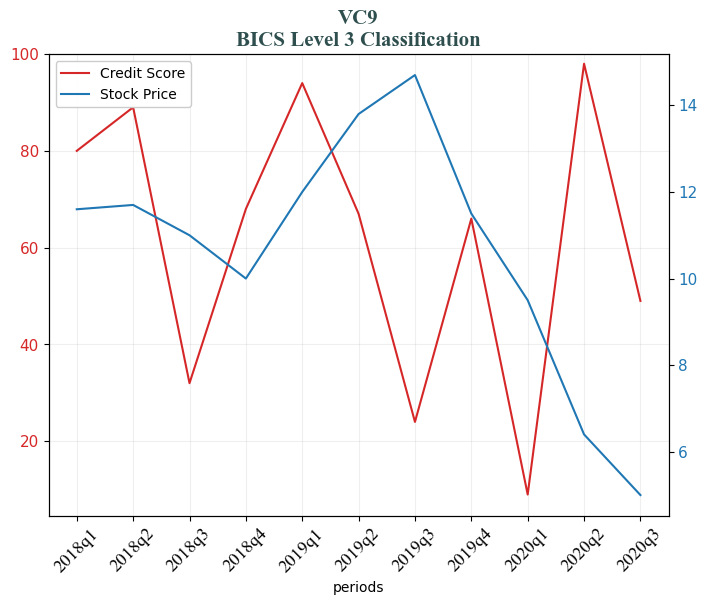 VC9
BICS Level 3 Classification
Credit Score
Stock Price
100
80
60
40
20
14
12
10
8
6
2018q1
2018q2
2018q3
2018q4
2019q1
2019q2
2019q3
2019q4
2020q1
2020q2
2020q3
periods